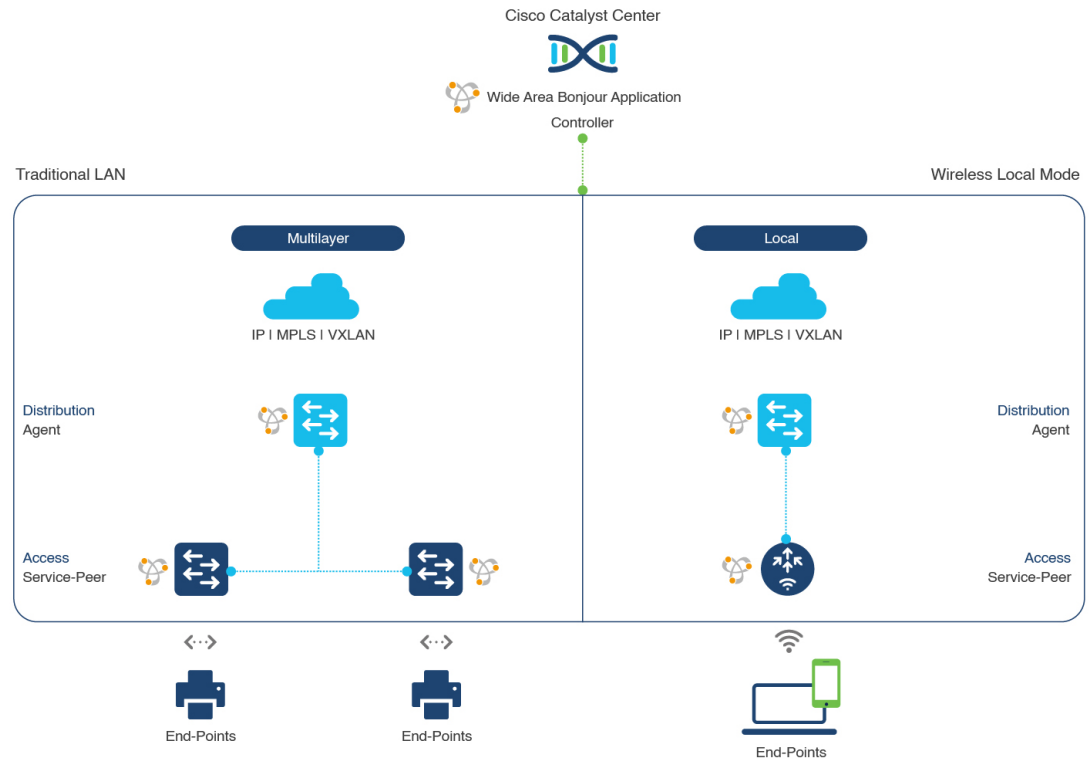 Cisco Catalyst Center
Wide Area Bonjour Application
Controller
Traditional LAN
Wireless Local Mode
Multilayer
Local
IP | MPLS | VXLAN
IP | MPLS | VXLAN
Distribution
Agent
Distribution
Agent
Access
Service-Peer
Access
Service-Peer
End-Points
End-Points
End-Points